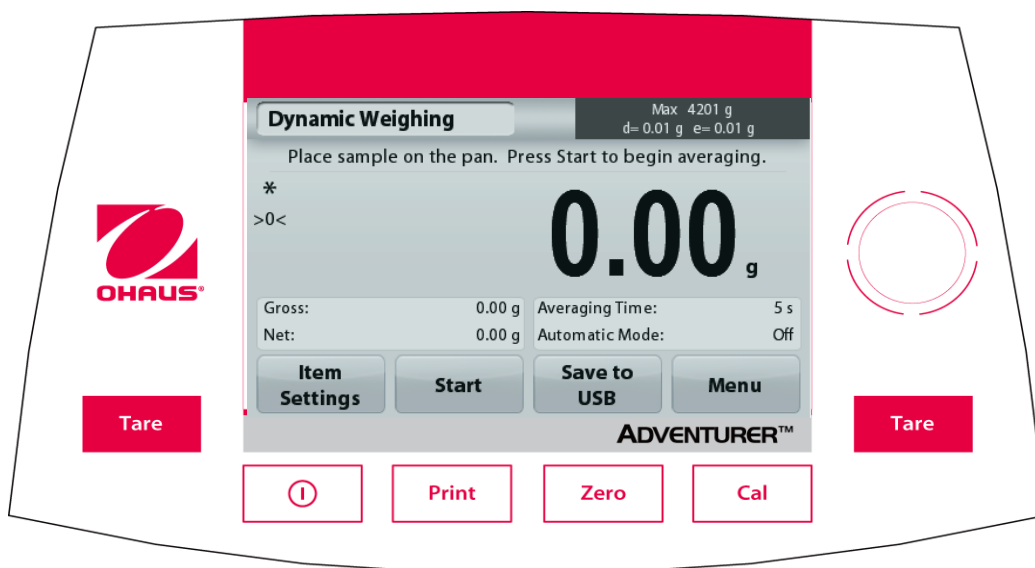 Dynamic Weighing
Max 4201 g
d= 0.01 g e= 0.01 g
Place sample on the pan. Press Start to begin averaging.
*
>0<
0.00 g
OHAUS®
Gross: 0.00 g
Net: 0.00 g
Averaging Time: 5 s
Automatic Mode: Off
Item
Settings
Start
Save to
USB
Menu
Tare
ADVENTURER™
Tare
Print
Zero
Cal